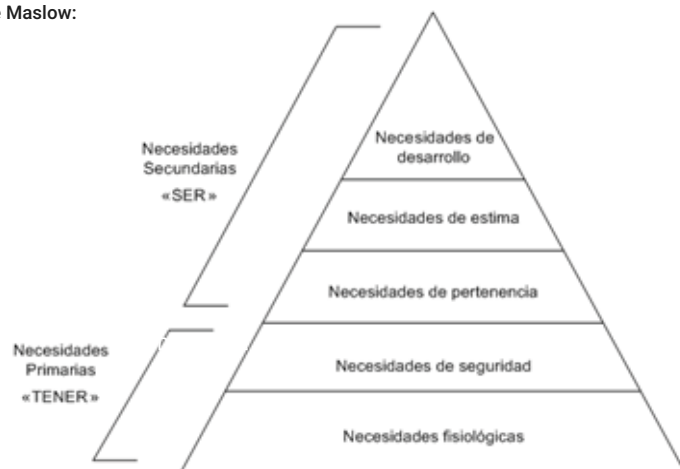 e Maslow:
Necesidades
Secundarias
«SER»
Necesidades de
desarrollo
Necesidades de estima
Necesidades de pertenencia
Necesidades
Primarias
«TENER»
Necesidades de seguridad
Necesidades fisiológicas